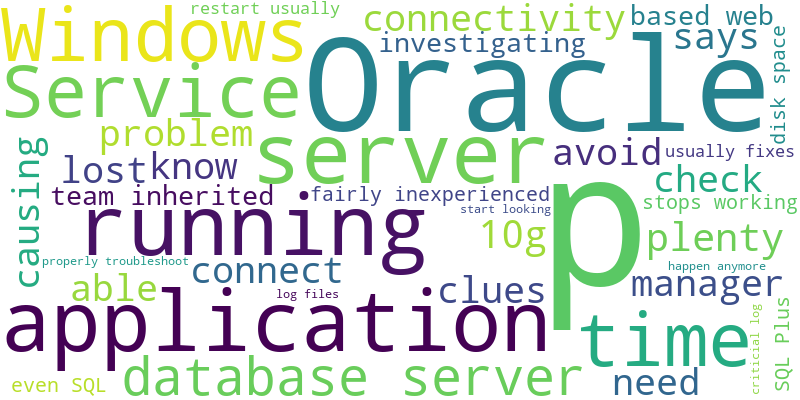 restart usually
Windows
Oracle
connectivity
based web
says
investigating
disk space
Service
server
problem
avoid
usually fixes
causing
lost
know
check
team inherited
fairly inexperienced
stops working
running
start looking
p
10g
plenty
properly troubleshoot
connect
happen anymore
able
log files
clues
manager
application
time
criticial log
SQL Plus
even SQL
database server
need